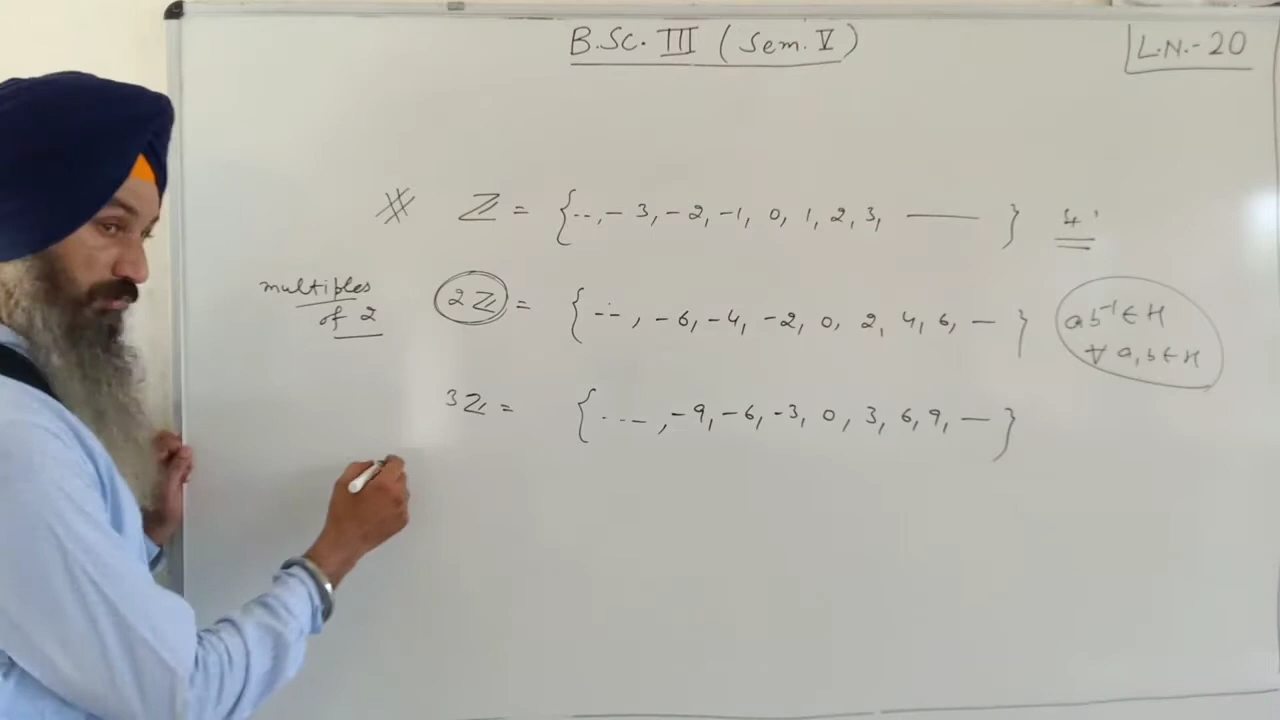 B.Sc. III (Sem. V)
L.N.-20
ℤ = {..,-3,-2,-1, 0, 1, 2, 3, —— }
multiples
of 2
2ℤ = {--, -6, -4, -2, 0, 2, 4, 6, — }
ab⁻¹ ∈ H
∀ a,b ∈ H
3ℤ = {..._, -9, -6, -3, 0, 3, 6, 9, — }